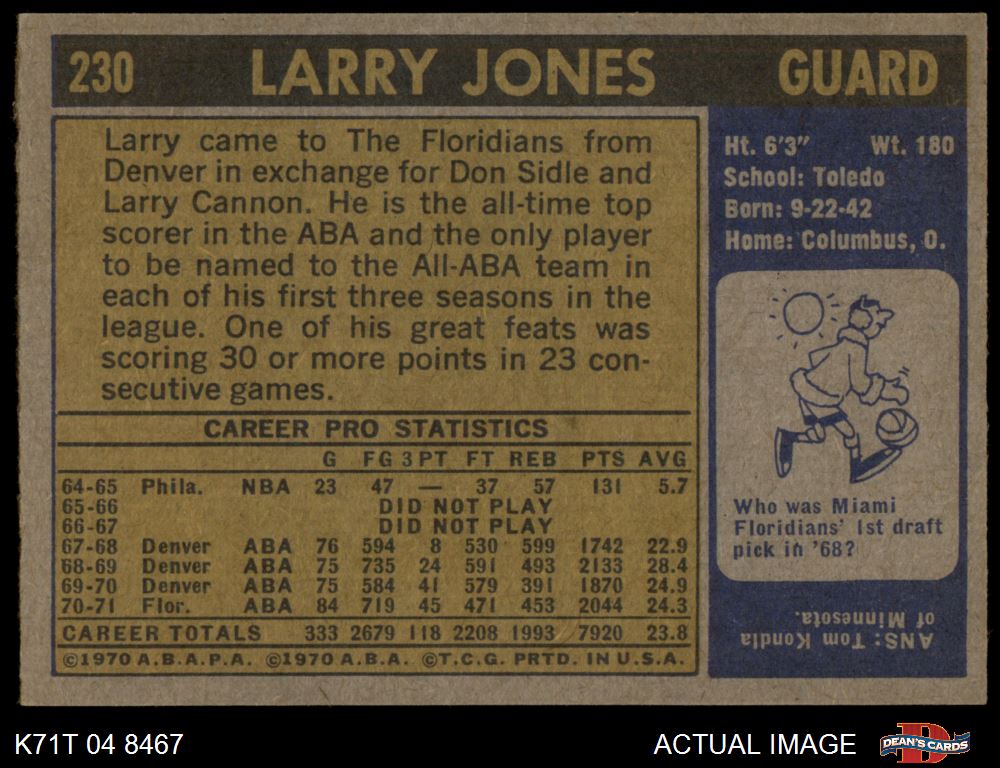 230 LARRY JONES GUARD
Larry came to The Floridians from
Denver in exchange for Don Sidle and
Larry Cannon. He is the all-time top
scorer in the ABA and the only player
to be named to the All-ABA team in
each of his first three seasons in the
league. One of his great feats was
scoring 30 or more points in 23 con-
secutive games.
CAREER PRO STATISTICS
G FG 3PT FT REB PTS AVG
64-65 Phila. NBA 23 47 — 37 57 131 5.7
65-66 DID NOT PLAY
66-67 DID NOT PLAY
67-68 Denver ABA 76 594 8 530 599 1742 22.9
68-69 Denver ABA 75 735 24 591 493 2133 28.4
69-70 Denver ABA 75 584 41 579 391 1870 24.9
70-71 Flor. ABA 84 719 45 471 453 2044 24.3
CAREER TOTALS 333 2679 118 2208 1993 7920 23.8
©1970 A.B.A.P.A. ©1970 A.B.A. ©T.C.G. PRTD. IN U.S.A.
Ht. 6'3" Wt. 180
School: Toledo
Born: 9-22-42
Home: Columbus, O.
Who was Miami
Floridians' 1st draft
pick in '68?
ANS: Tom Kondla
of Minnesota.
K71T 04 8467
ACTUAL IMAGE
DEAN'S CARDS